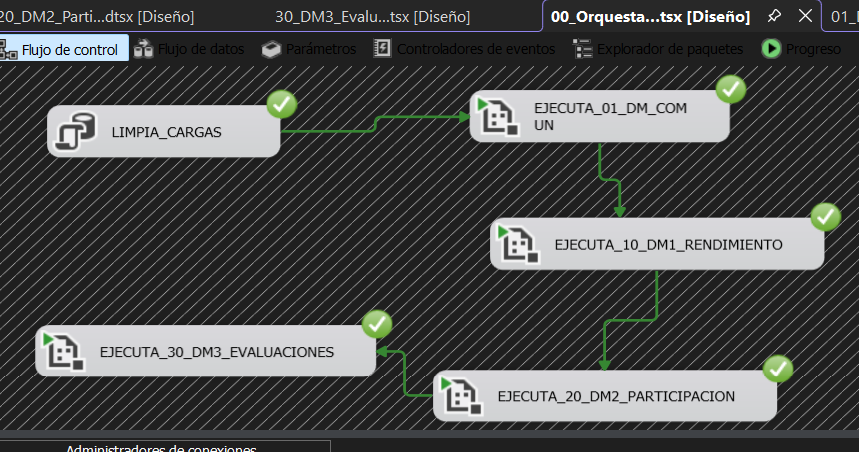 20_DM2_Parti...dtsx [Diseño]
30_DM3_Evalu...tsx [Diseño]
00_Orquesta...tsx [Diseño]
01_D
Flujo de control
Flujo de datos
Parámetros
Controladores de eventos
Explorador de paquetes
Progreso
LIMPIA_CARGAS
EJECUTA_01_DM_COM
UN
EJECUTA_10_DM1_RENDIMIENTO
EJECUTA_30_DM3_EVALUACIONES
EJECUTA_20_DM2_PARTICIPACION
Administradores de conexiones